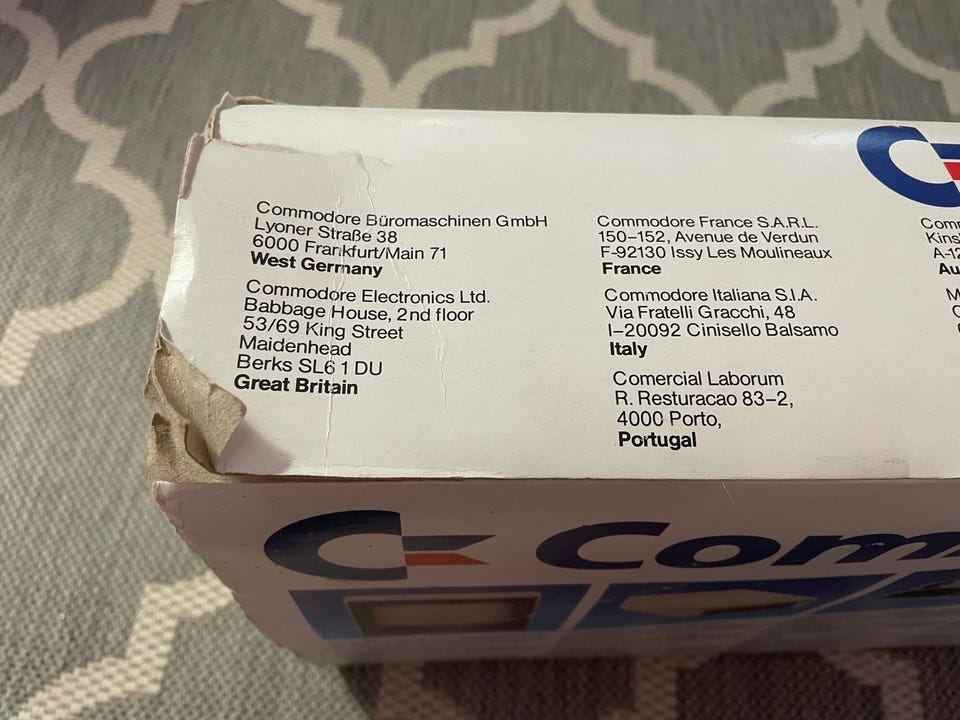 Commodore Büromaschinen GmbH
Lyoner Straße 38
6000 Frankfurt/Main 71
West Germany
Commodore Electronics Ltd.
Babbage House, 2nd floor
53/69 King Street
Maidenhead
Berks SL6 1 DU
Great Britain
Commodore France S.A.R.L.
150–152, Avenue de Verdun
F-92130 Issy Les Moulineaux
France
Commodore Italiana S.I.A.
Via Fratelli Gracchi, 48
I–20092 Cinisello Balsamo
Italy
Comercial Laborum
R. Resturacao 83–2,
4000 Porto,
Portugal